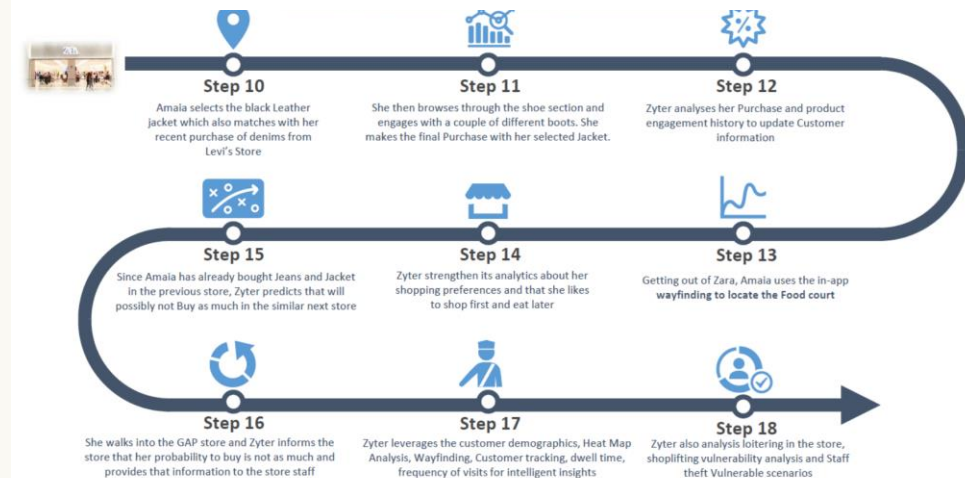 ZARA
Step 10
Amaia selects the black Leather
jacket which also matches with her
recent purchase of denims from
Levi's Store
Step 11
She then browses through the shoe section and
engages with a couple of different boots. She
makes the final Purchase with her selected Jacket.
Step 12
Zyter analyses her Purchase and product
engagement history to update Customer
information
Step 13
Getting out of Zara, Amaia uses the in-app
wayfinding to locate the Food court
Step 14
Zyter strengthen its analytics about her
shopping preferences and that she likes
to shop first and eat later
Step 15
Since Amaia has already bought Jeans and Jacket
in the previous store, Zyter predicts that will
possibly not Buy as much in the similar next store
Step 16
She walks into the GAP store and Zyter informs the
store that her probability to buy is not as much and
provides that information to the store staff
Step 17
Zyter leverages the customer demographics, Heat Map
Analysis, Wayfinding, Customer tracking, dwell time,
frequency of visits for intelligent insights
Step 18
Zyter also analysis loitering in the store,
shoplifting vulnerability analysis and Staff
theft Vulnerable scenarios